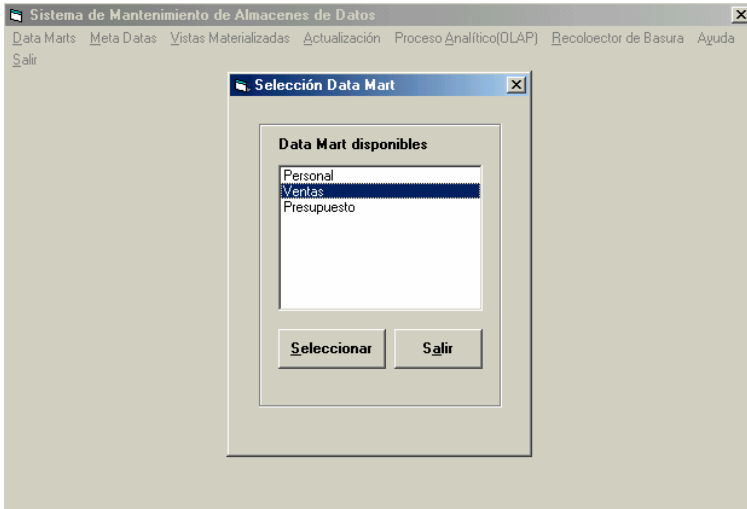 Sistema de Mantenimiento de Almacenes de Datos
Data Marts Meta Datas Vistas Materializadas Actualización Proceso Analítico(OLAP) Recoloector de Basura Ayuda
Salir
Selección Data Mart
Data Mart disponibles
Personal
Ventas
Presupuesto
Seleccionar Salir